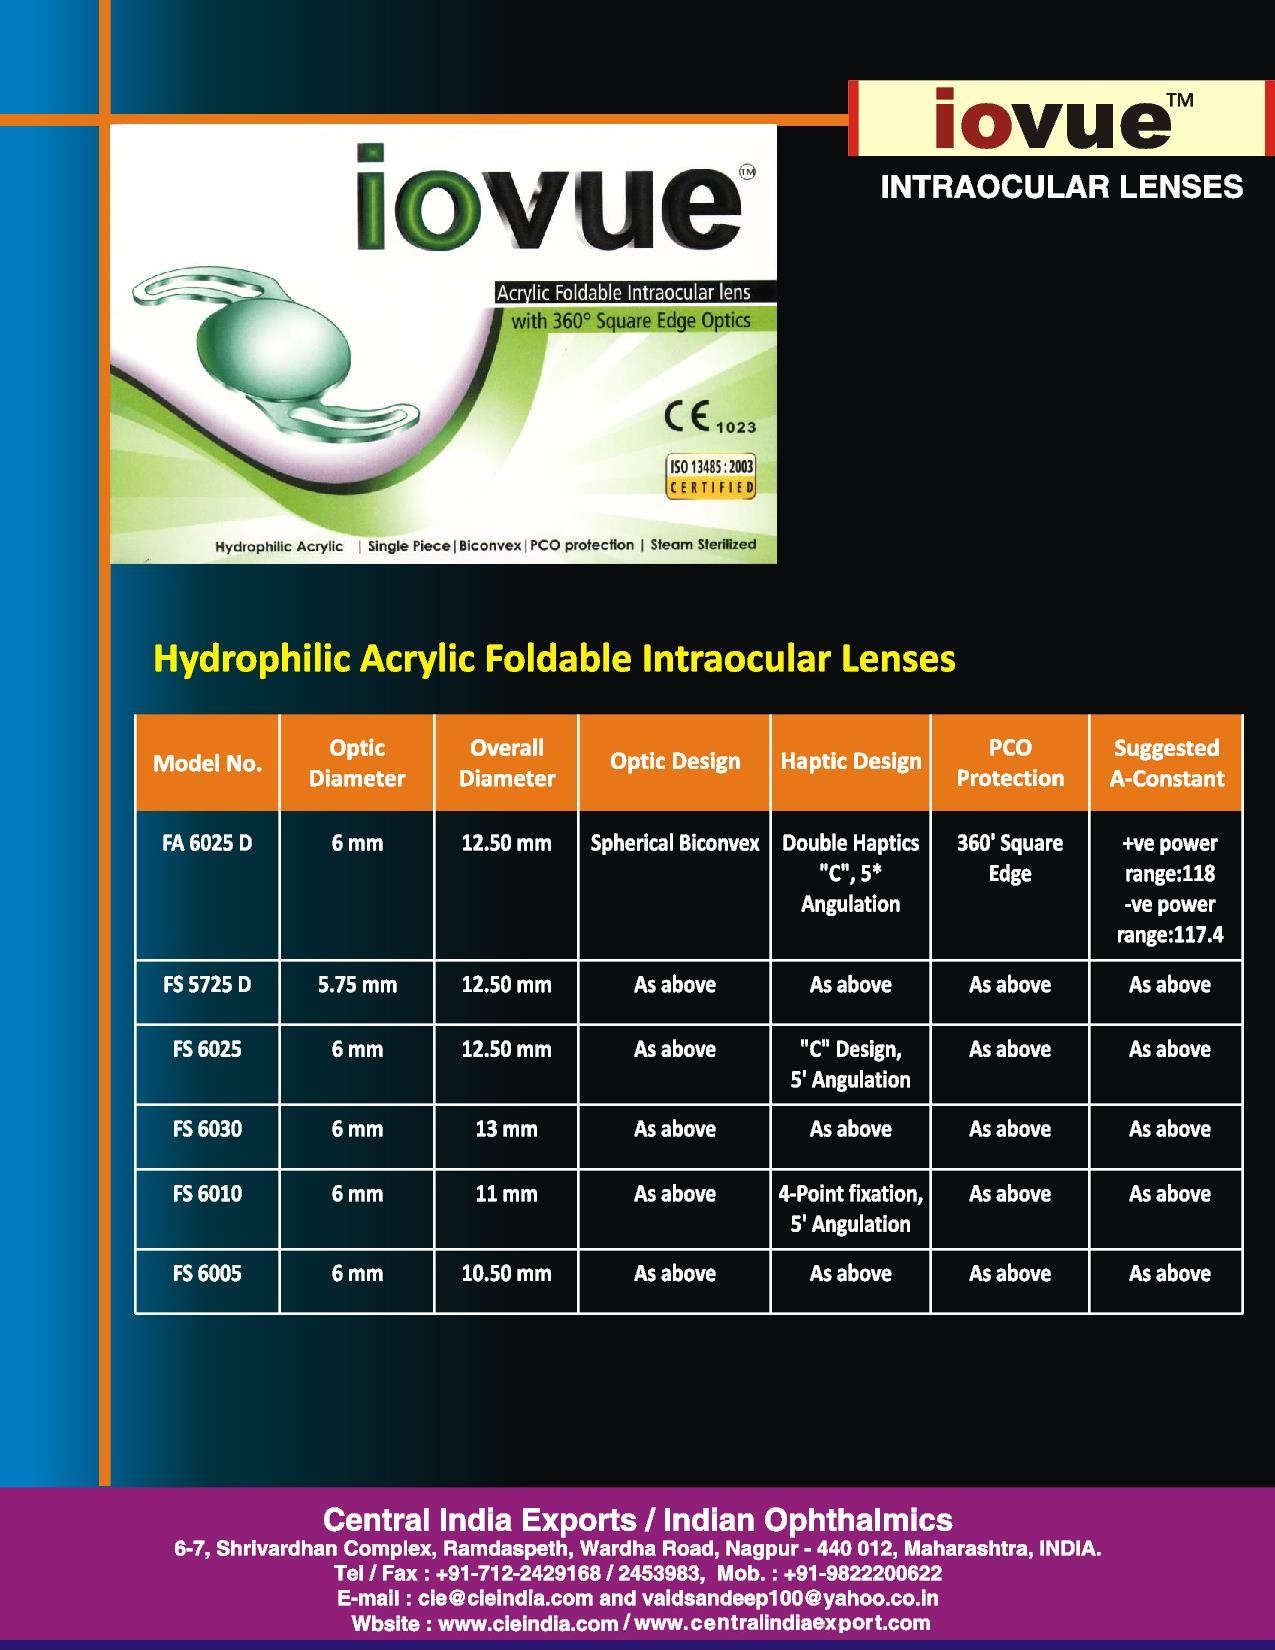 iovue™
INTRAOCULAR LENSES
iovue™
Acrylic Foldable Intraocular lens
with 360° Square Edge Optics
CE 1023
ISO 13485 : 2003
CERTIFIED
Hydrophilic Acrylic | Single Piece | Biconvex | PCO protection | Steam Sterilized
Hydrophilic Acrylic Foldable Intraocular Lenses
Model No. Optic Diameter Overall Diameter Optic Design Haptic Design PCO Protection Suggested A-Constant
FA 6025 D 6 mm 12.50 mm Spherical Biconvex Double Haptics "C", 5* Angulation 360' Square Edge +ve power range:118 -ve power range:117.4
FS 5725 D 5.75 mm 12.50 mm As above As above As above As above
FS 6025 6 mm 12.50 mm As above "C" Design, 5' Angulation As above As above
FS 6030 6 mm 13 mm As above As above As above As above
FS 6010 6 mm 11 mm As above 4-Point fixation, 5' Angulation As above As above
FS 6005 6 mm 10.50 mm As above As above As above As above
Central India Exports / Indian Ophthalmics
6-7, Shrivardhan Complex, Ramdaspeth, Wardha Road, Nagpur - 440 012, Maharashtra, INDIA.
Tel / Fax : +91-712-2429168 / 2453983, Mob. : +91-9822200622
E-mail : cie@cieindia.com and vaidsandeep100@yahoo.co.in
Wbsite : www.cieindia.com / www.centralindiaexport.com